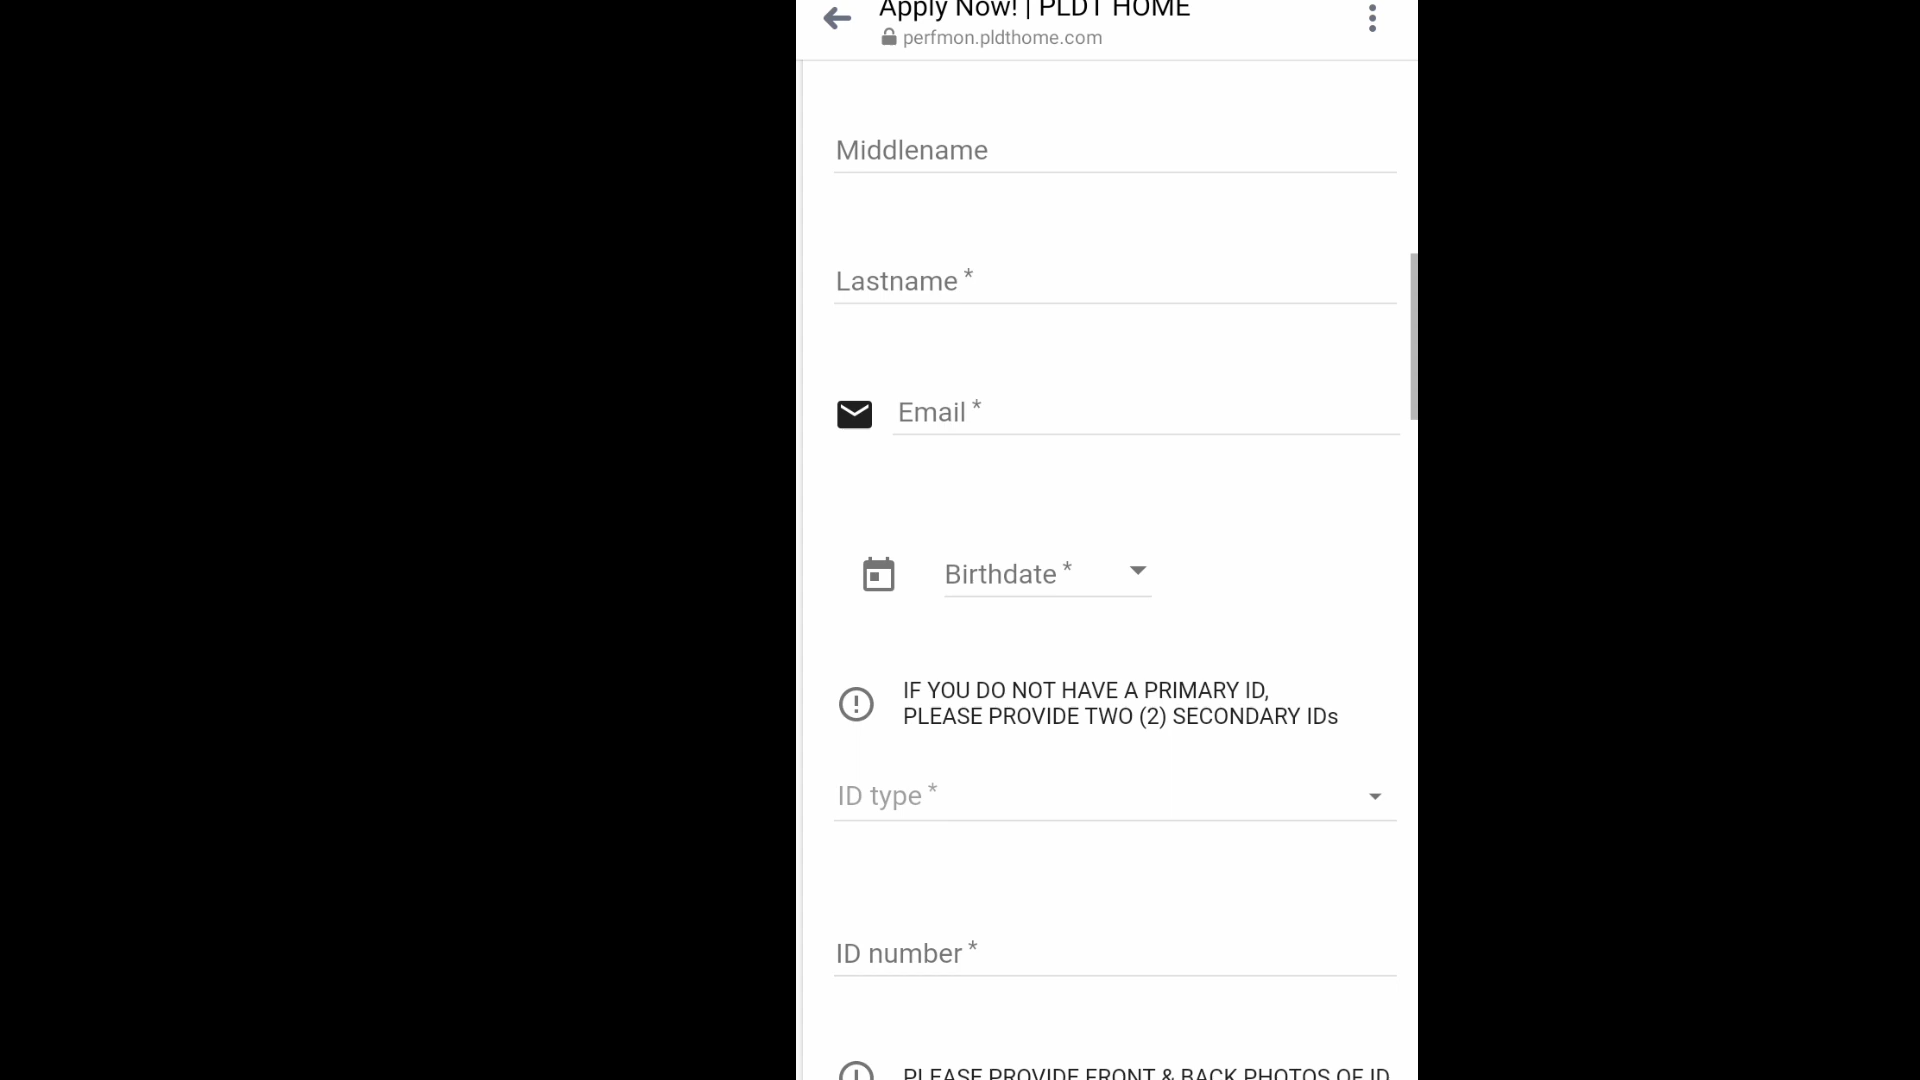 Apply Now! | PLDT HOME
perfmon.pldthome.com
Middlename
Lastname *
Email *
Birthdate *
IF YOU DO NOT HAVE A PRIMARY ID,
PLEASE PROVIDE TWO (2) SECONDARY IDs
ID type *
ID number *
PLEASE PROVIDE FRONT & BACK PHOTOS OF ID